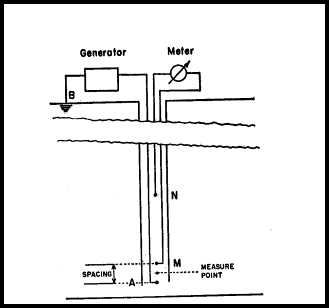 Generator
Meter
B
N
M
SPACING
MEASURE
POINT
A